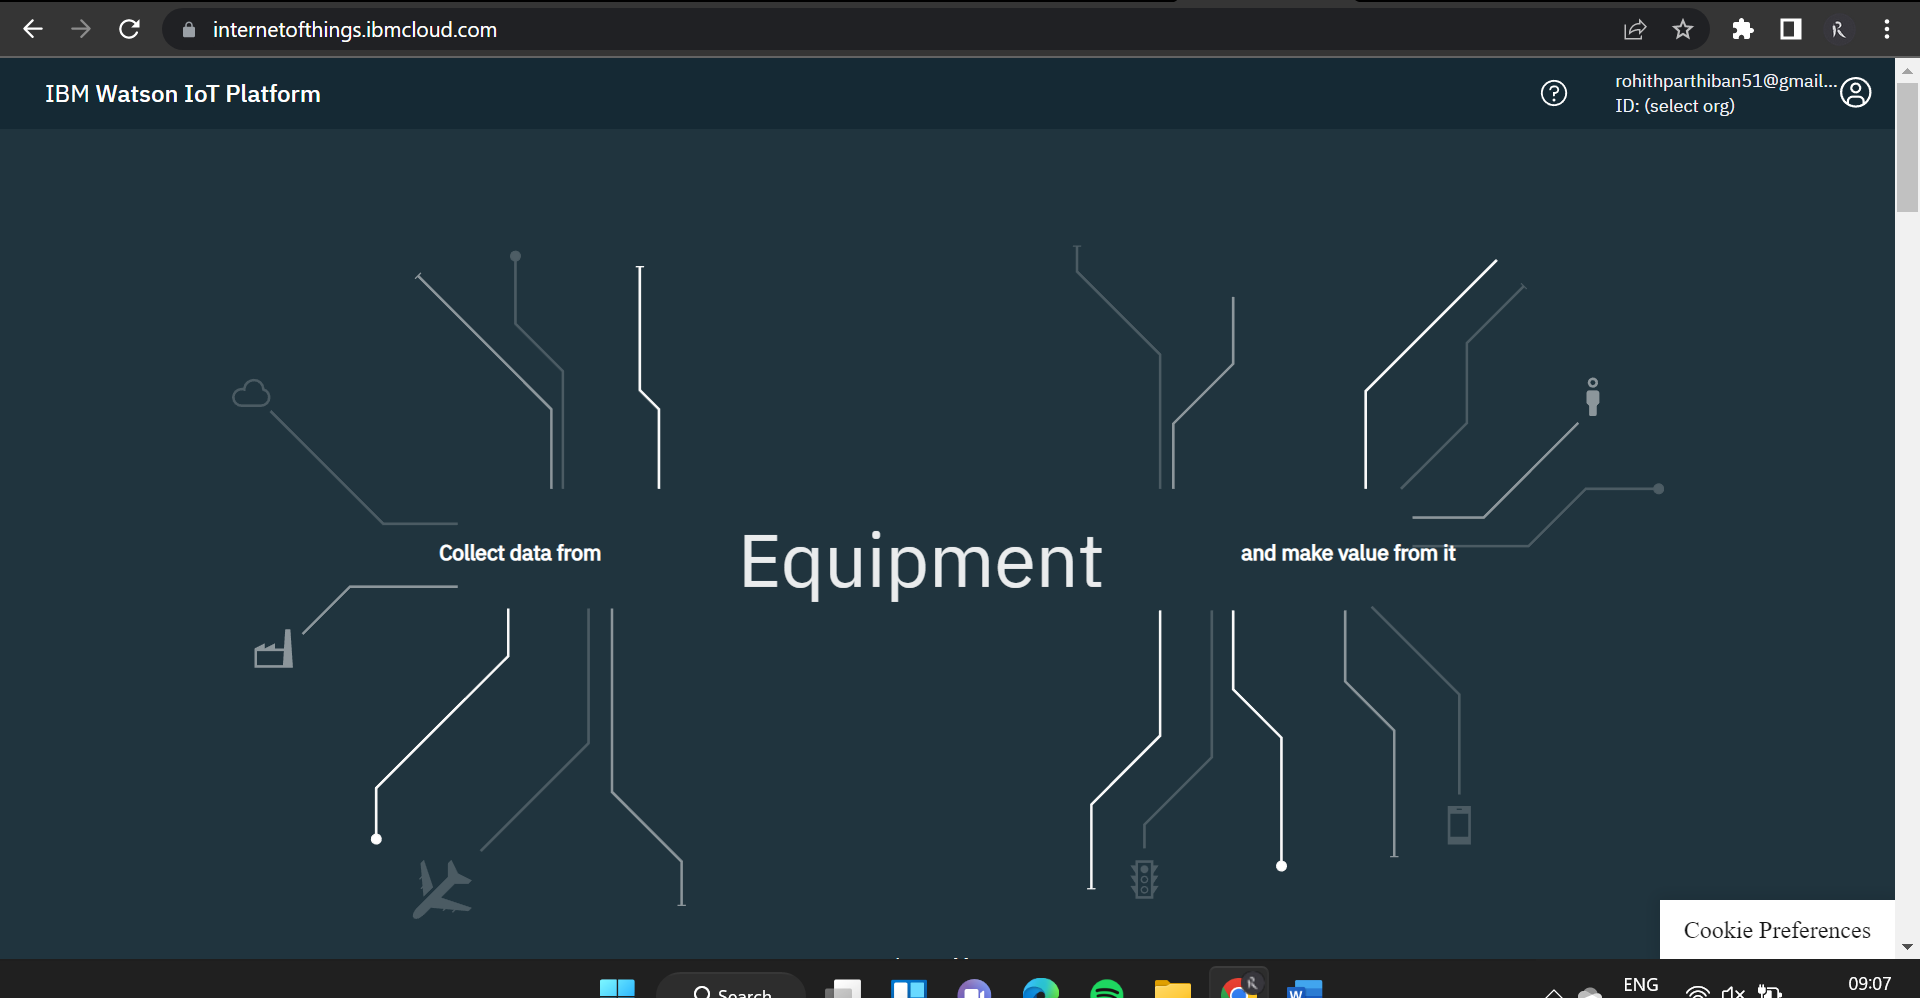 internetofthings.ibmcloud.com
IBM Watson IoT Platform
rohithparthiban51@gmail...
ID: (select org)
Collect data from
Equipment
and make value from it
Cookie Preferences
Search
ENG
09:07